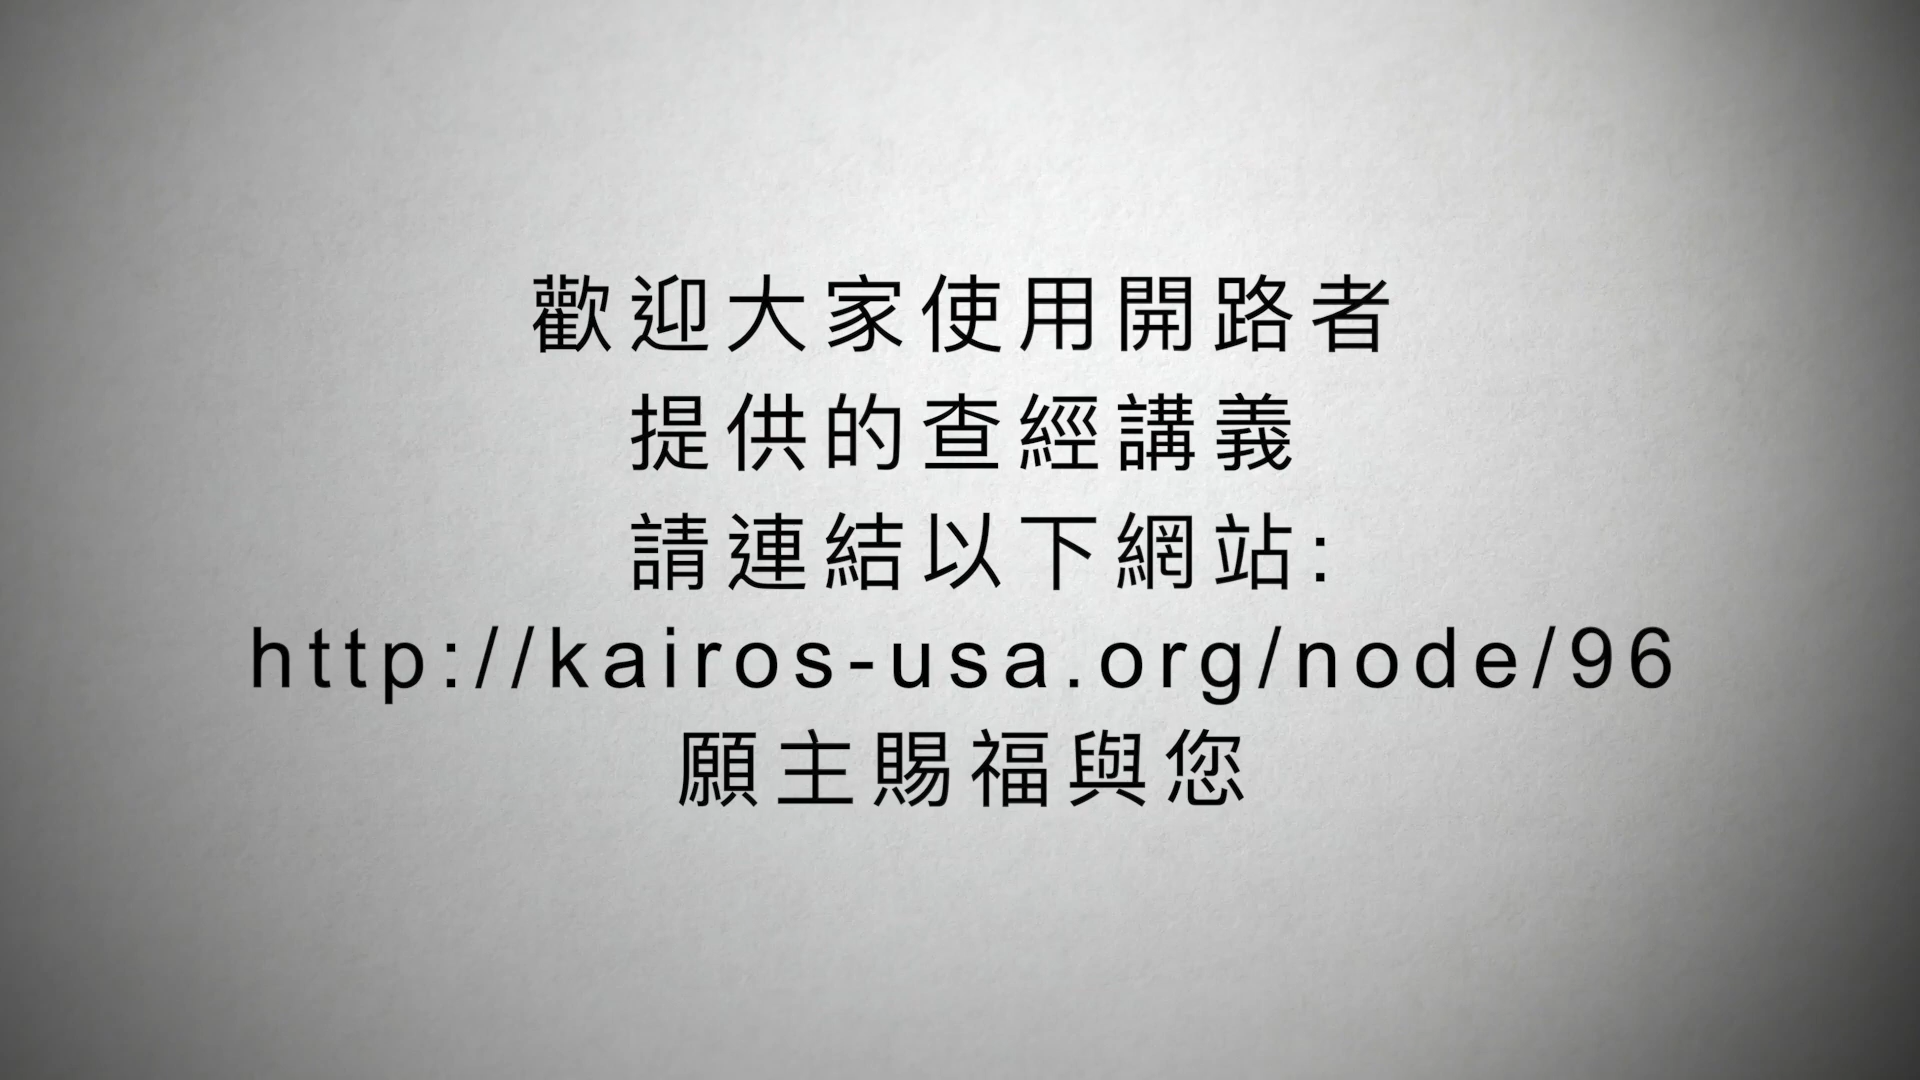 歡迎大家使用開路者
提供的查經講義
請連結以下網站:
http://kairos-usa.org/node/96
願主賜福與您